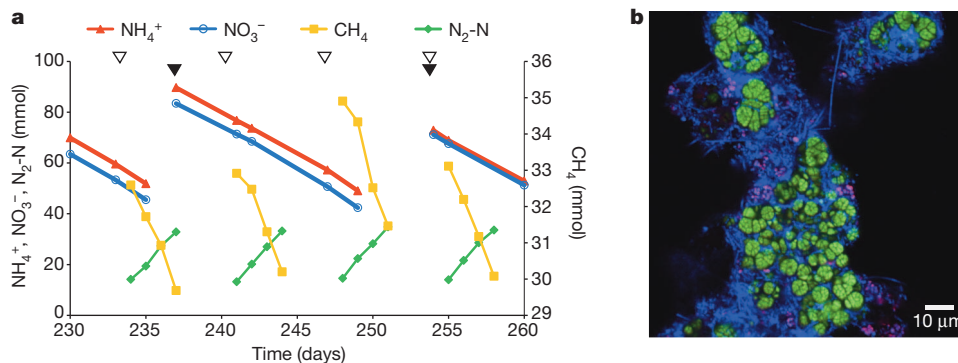 a
NH₄⁺ NO₃⁻ CH₄ N₂-N
NH₄⁺, NO₃⁻, N₂-N (mmol)
100
80
60
40
20
0
36
35
34
33
32
31
30
29
CH₄ (mmol)
230 235 240 245 250 255 260
Time (days)
b
10 μm